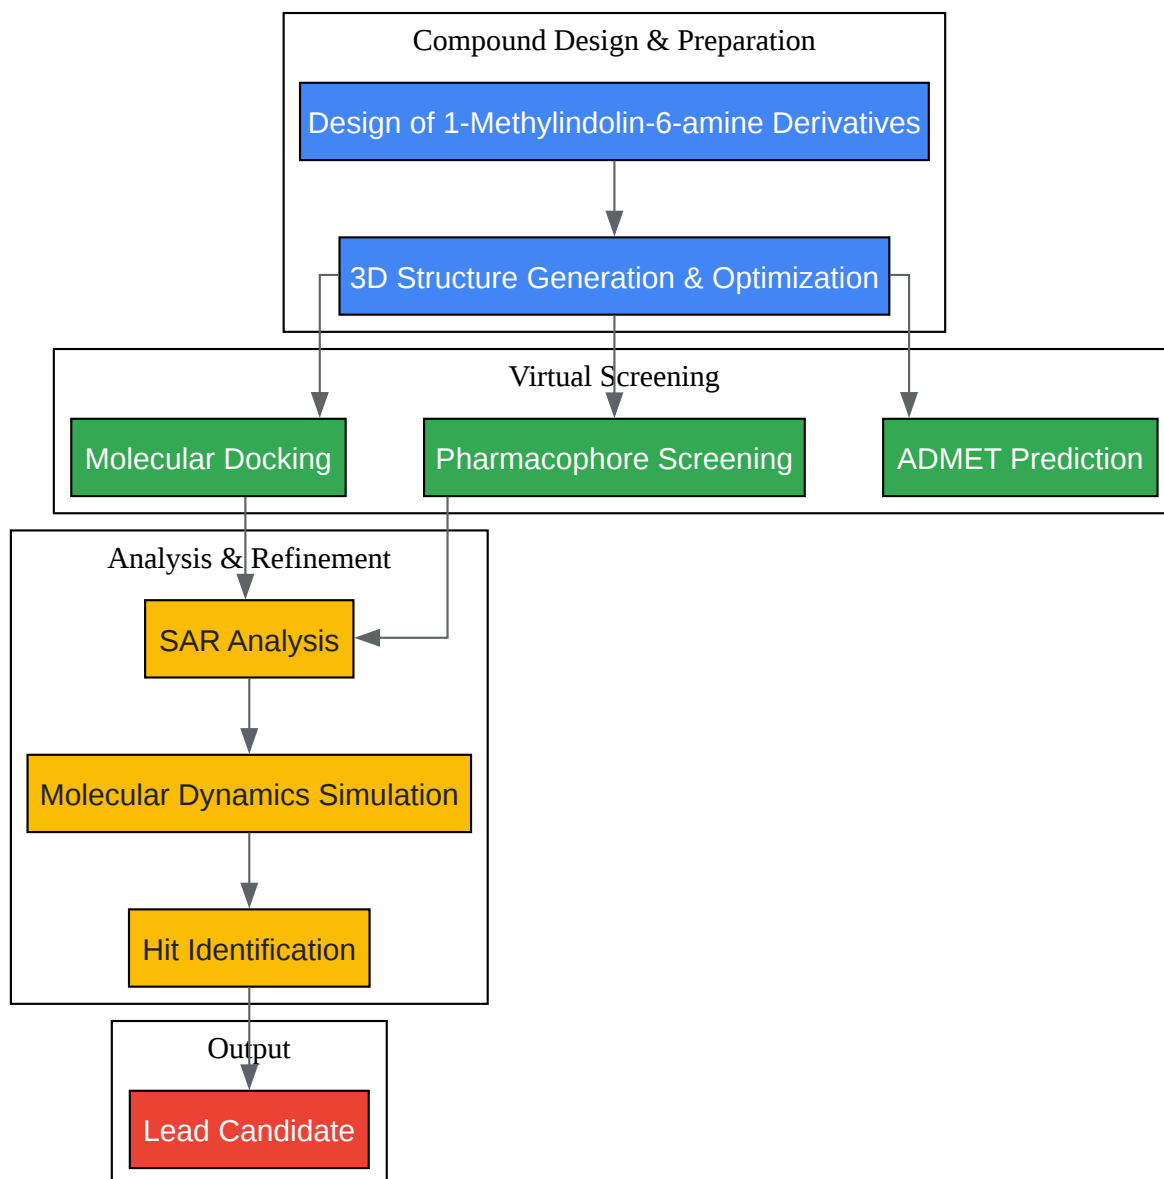 Compound Design & Preparation
Design of 1-Methylindolin-6-amine Derivatives
3D Structure Generation & Optimization
Virtual Screening
Molecular Docking
Pharmacophore Screening
ADMET Prediction
Analysis & Refinement
SAR Analysis
Molecular Dynamics Simulation
Hit Identification
Output
Lead Candidate